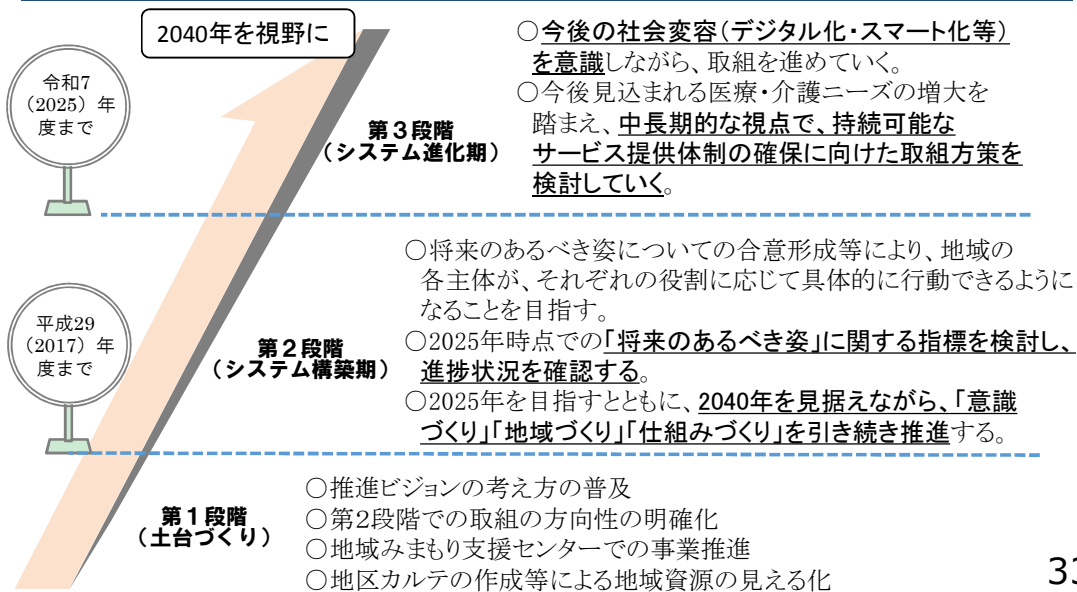 2040年を視野に
令和7
（2025）年
度まで
第３段階
（システム進化期）
○今後の社会変容（デジタル化・スマート化等）
を意識しながら、取組を進めていく。
○今後見込まれる医療・介護ニーズの増大を
踏まえ、中長期的な視点で、持続可能な
サービス提供体制の確保に向けた取組方策を
検討していく。
平成29
（2017）年
度まで
第２段階
（システム構築期）
○将来のあるべき姿についての合意形成等により、地域の
各主体が、それぞれの役割に応じて具体的に行動できるように
なることを目指す。
○2025年時点での「将来のあるべき姿」に関する指標を検討し、
進捗状況を確認する。
○2025年を目指すとともに、2040年を見据えながら、「意識
づくり」「地域づくり」「仕組みづくり」を引き続き推進する。
第１段階
（土台づくり）
○推進ビジョンの考え方の普及
○第２段階での取組の方向性の明確化
○地域みまもり支援センターでの事業推進
○地区カルテの作成等による地域資源の見える化
33